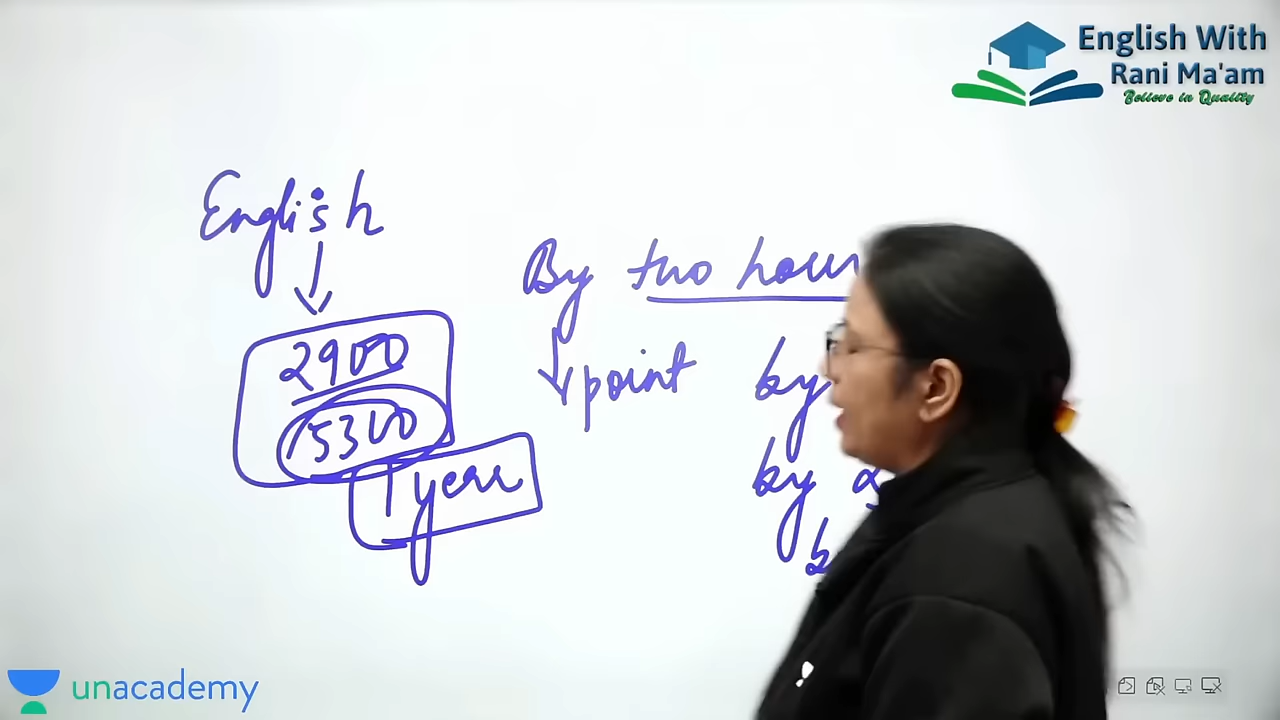 English With
Rani Ma'am
Believe in Quality
English
By two hour
2900
point
by
5300
by
1 year
unacademy